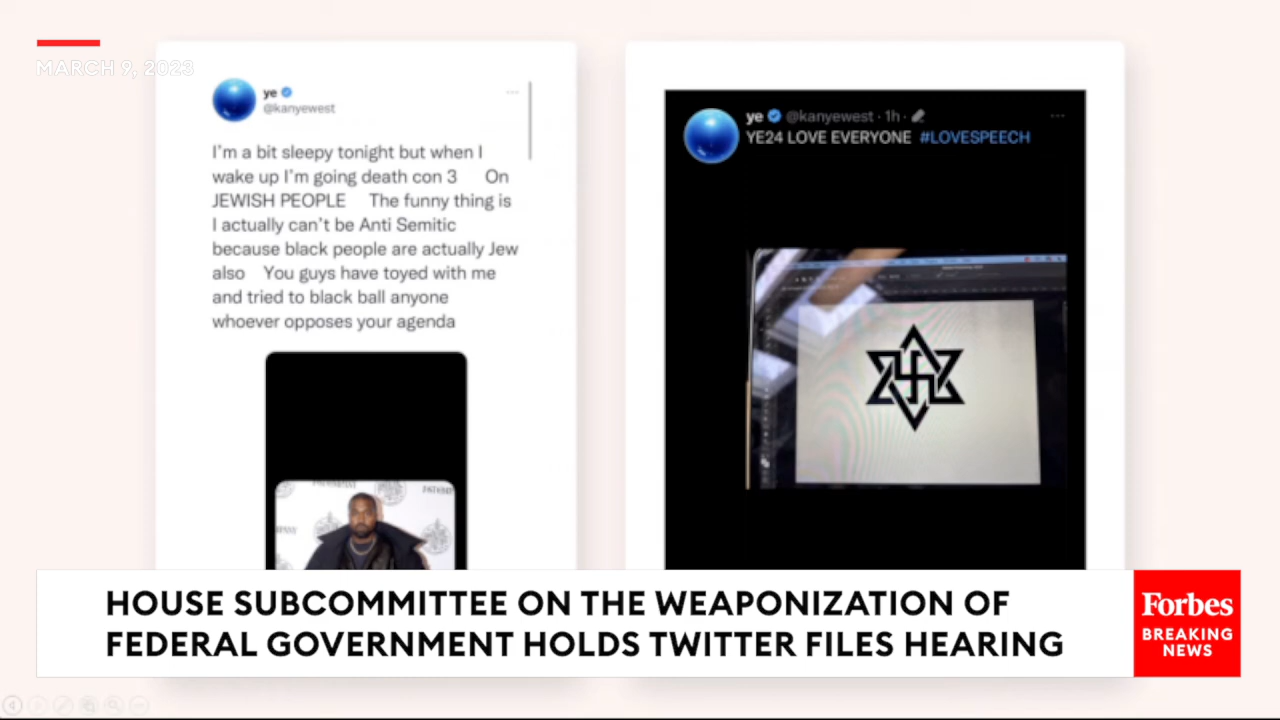 MARCH 9, 2023
ye
@kanyewest
I'm a bit sleepy tonight but when I
wake up I'm going death con 3 On
JEWISH PEOPLE The funny thing is
I actually can't be Anti Semitic
because black people are actually Jew
also You guys have toyed with me
and tried to black ball anyone
whoever opposes your agenda
ye @kanyewest · 1h ·
YE24 LOVE EVERYONE #LOVESPEECH
HOUSE SUBCOMMITTEE ON THE WEAPONIZATION OF
FEDERAL GOVERNMENT HOLDS TWITTER FILES HEARING
Forbes
BREAKING
NEWS